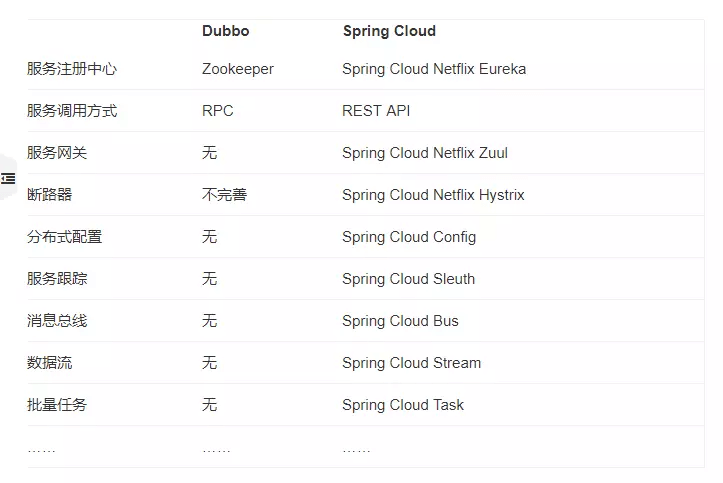 Dubbo Spring Cloud
服务注册中心 Zookeeper Spring Cloud Netflix Eureka
服务调用方式 RPC REST API
服务网关 无 Spring Cloud Netflix Zuul
断路器 不完善 Spring Cloud Netflix Hystrix
分布式配置 无 Spring Cloud Config
服务跟踪 无 Spring Cloud Sleuth
消息总线 无 Spring Cloud Bus
数据流 无 Spring Cloud Stream
批量任务 无 Spring Cloud Task
…… …… ……